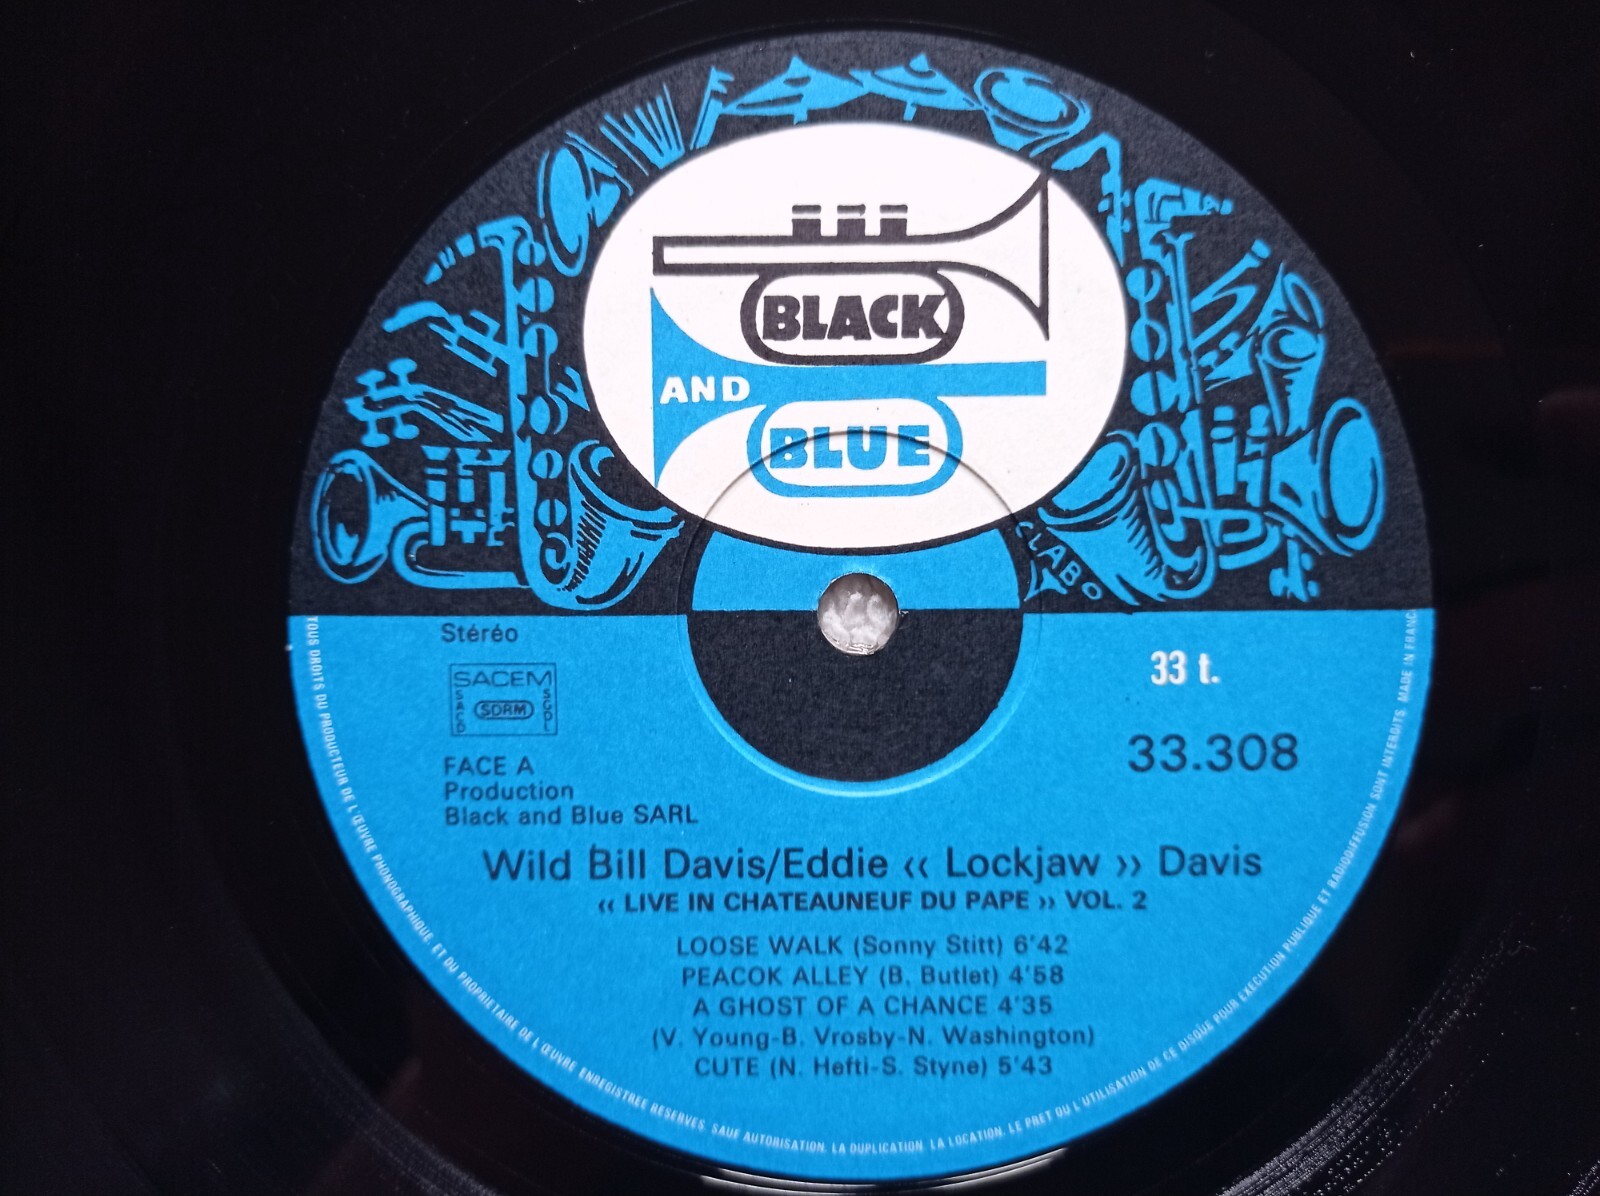 BLACK
AND
BLUE
CLABO
Stéréo
33 t.
SACEM
SACD
SDRM
SGDL
33.308
FACE A
Production
Black and Blue SARL
Wild Bill Davis/Eddie ‹‹ Lockjaw ›› Davis
‹‹ LIVE IN CHATEAUNEUF DU PAPE ›› VOL. 2
LOOSE WALK (Sonny Stitt) 6'42
PEACOK ALLEY (B. Butlet) 4'58
A GHOST OF A CHANCE 4'35
(V. Young-B. Vrosby-N. Washington)
CUTE (N. Hefti-S. Styne) 5'43
TOUS DROITS DU PRODUCTEUR DE L'ŒUVRE PHONOGRAPHIQUE ET DU PROPRIETAIRE DE L'ŒUVRE ENREGISTREE RESERVES. SAUF AUTORISATION. LA DUPLICATION. LA LOCATION. LE PRET OU L'UTILISATION DE CE DISQUE POUR EXECUTION PUBLIQUE ET RADIODIFFUSION SONT INTERDITS. MADE IN FRANC